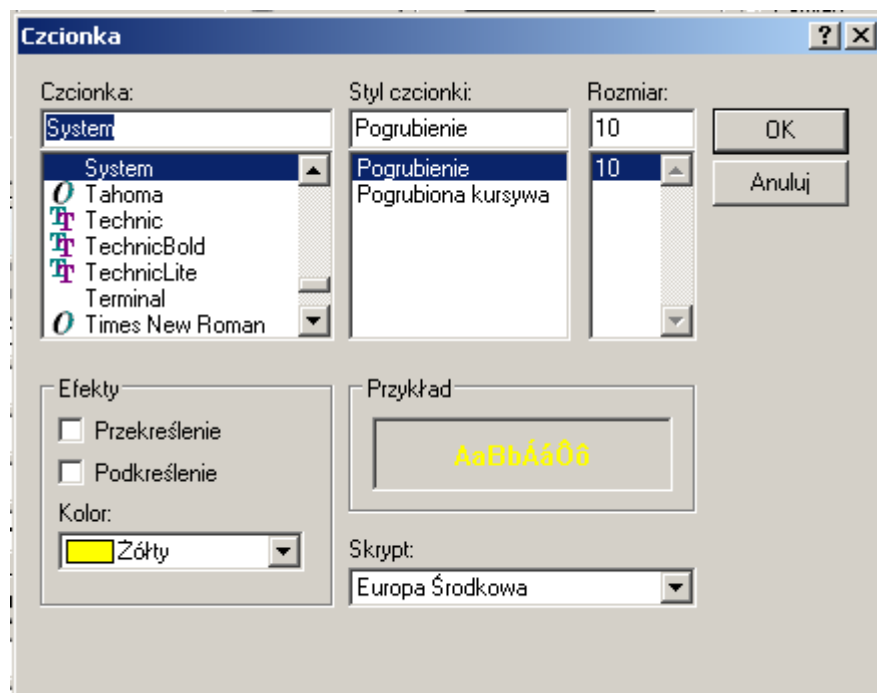 Czcionka
Czcionka:
System
System
Tahoma
Technic
TechnicBold
TechnicLite
Terminal
Times New Roman
Styl czcionki:
Pogrubienie
Pogrubienie
Pogrubiona kursywa
Rozmiar:
10
10
OK
Anuluj
Efekty
Przekreślenie
Podkreślenie
Kolor:
Żółty
Przykład
AaBbÁáÔô
Skrypt:
Europa Środkowa